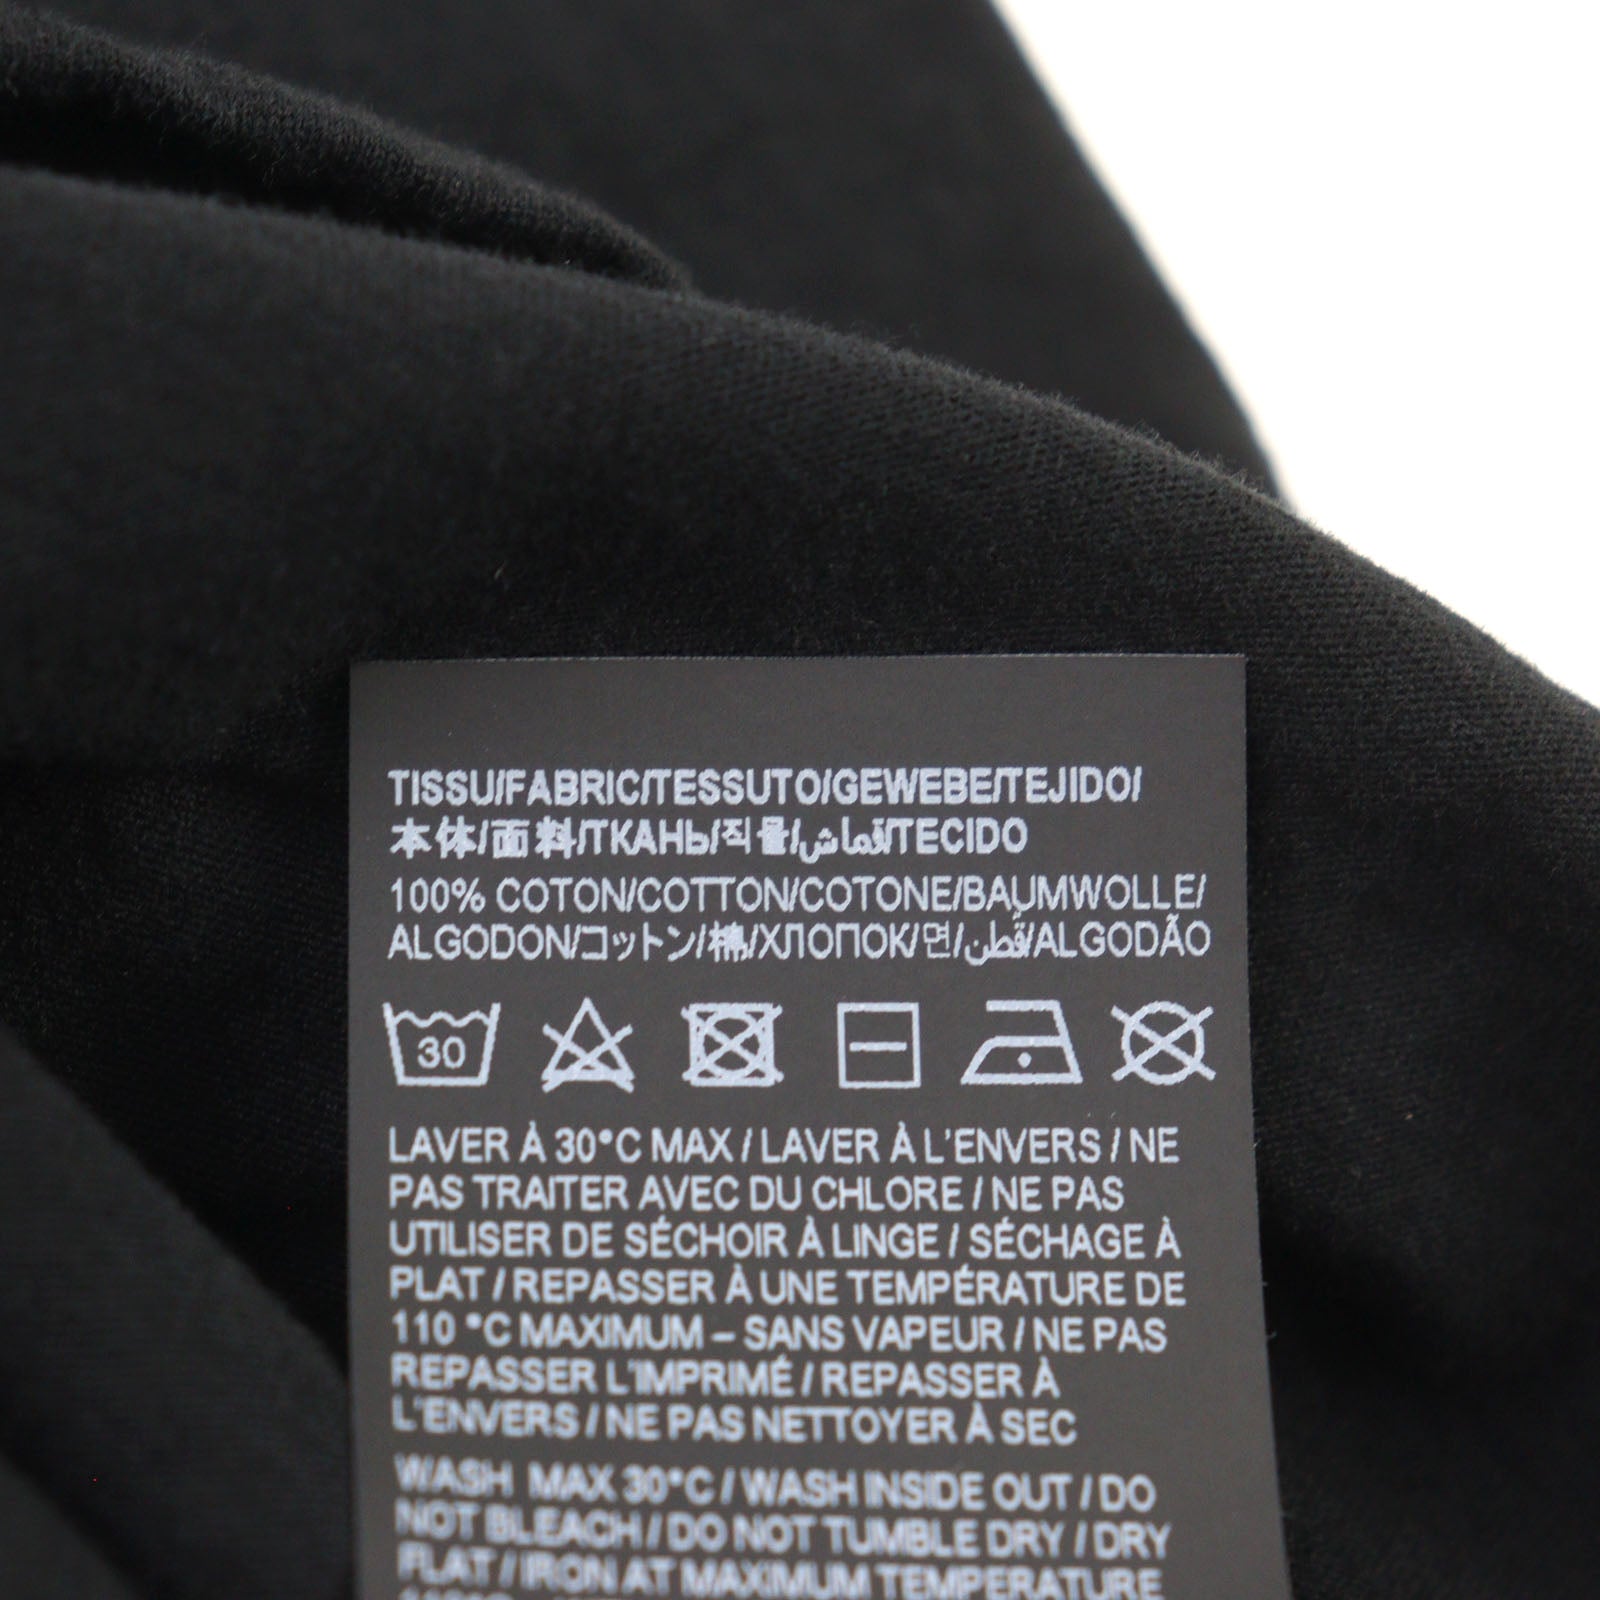 TISSU/FABRIC/TESSUTO/GEWEBE/TEJIDO/
本体/面料/ТКАНЬ/직물/قماش/TECIDO
100% COTON/COTTON/COTONE/BAUMWOLLE/
ALGODON/コットン/棉/ХЛОПОК/면/قُطن/ALGODÃO
30
LAVER À 30°C MAX / LAVER À L'ENVERS / NE
PAS TRAITER AVEC DU CHLORE / NE PAS
UTILISER DE SÉCHOIR À LINGE / SÉCHAGE À
PLAT / REPASSER À UNE TEMPÉRATURE DE
110 °C MAXIMUM – SANS VAPEUR / NE PAS
REPASSER L'IMPRIMÉ / REPASSER À
L'ENVERS / NE PAS NETTOYER À SEC
WASH MAX 30°C / WASH INSIDE OUT / DO
NOT BLEACH / DO NOT TUMBLE DRY / DRY
FLAT / IRON AT MAXIMUM TEMPERATURE